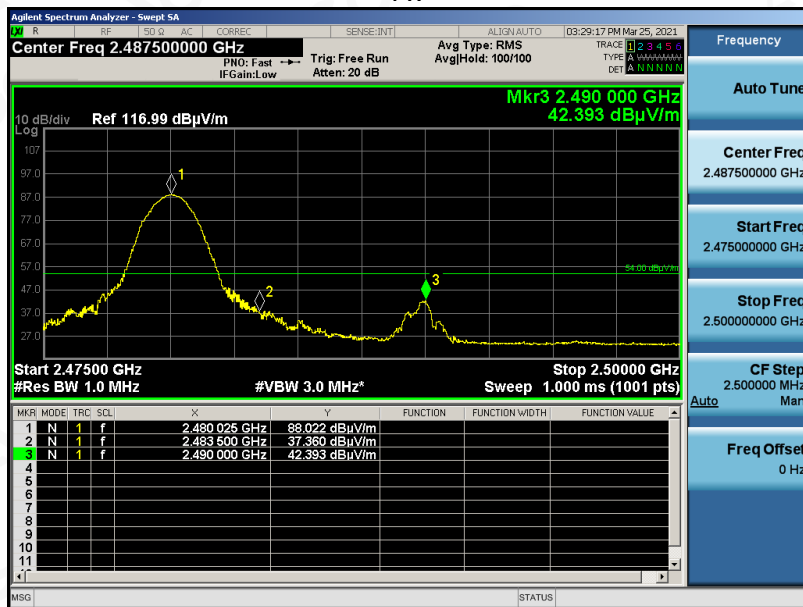 Agilent Spectrum Analyzer - Swept SA
LXI R RF 50 Ω AC CORREC SENSE:INT ALIGN AUTO 03:29:17 PM Mar 25, 2021
Center Freq 2.487500000 GHz
PNO: Fast
IFGain:Low
Trig: Free Run
Atten: 20 dB
Avg Type: RMS
Avg|Hold: 100/100
TRACE 1 2 3 4 5 6
TYPE A WWWWW
DET A N N N N N
Frequency
Mkr3 2.490 000 GHz
42.393 dBµV/m
10 dB/div Ref 116.99 dBµV/m
Log
107
97.0
87.0
77.0
67.0
57.0
47.0
37.0
27.0
1
2
3
54.00 dBµV/m
Start 2.47500 GHz Stop 2.50000 GHz
#Res BW 1.0 MHz #VBW 3.0 MHz* Sweep 1.000 ms (1001 pts)
MKR MODE TRC SCL X Y FUNCTION FUNCTION WIDTH FUNCTION VALUE
1 N 1 f 2.480 025 GHz 88.022 dBµV/m
2 N 1 f 2.483 500 GHz 37.360 dBµV/m
3 N 1 f 2.490 000 GHz 42.393 dBµV/m
4
5
6
7
8
9
10
11
Auto Tune
Center Freq
2.487500000 GHz
Start Freq
2.475000000 GHz
Stop Freq
2.500000000 GHz
CF Step
2.500000 MHz
Auto Man
Freq Offset
0 Hz
MSG STATUS